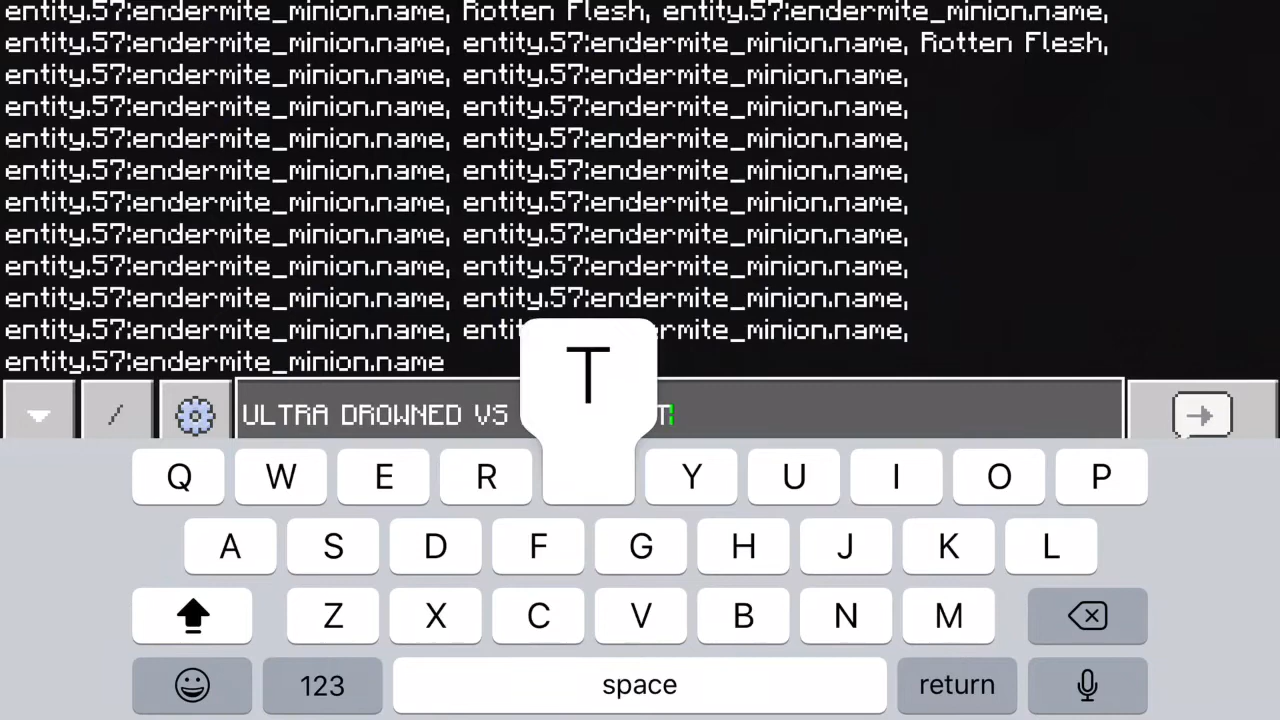 entity.57:endermite_minion.name, Rotten Flesh, entity.57:endermite_minion.name,
entity.57:endermite_minion.name, entity.57:endermite_minion.name, Rotten Flesh,
entity.57:endermite_minion.name, entity.57:endermite_minion.name,
entity.57:endermite_minion.name, entity.57:endermite_minion.name,
entity.57:endermite_minion.name, entity.57:endermite_minion.name,
entity.57:endermite_minion.name, entity.57:endermite_minion.name,
entity.57:endermite_minion.name, entity.57:endermite_minion.name,
entity.57:endermite_minion.name, entity.57:endermite_minion.name,
entity.57:endermite_minion.name, entity.57:endermite_minion.name,
entity.57:endermite_minion.name, entity.57:endermite_minion.name,
entity.57:endermite_minion.name,
entity.57:endermite_minion.name
T
/
ULTRA DROWNED VS
Q W E R Y U I O P
A S D F G H J K L
Z X C V B N M
123 space return